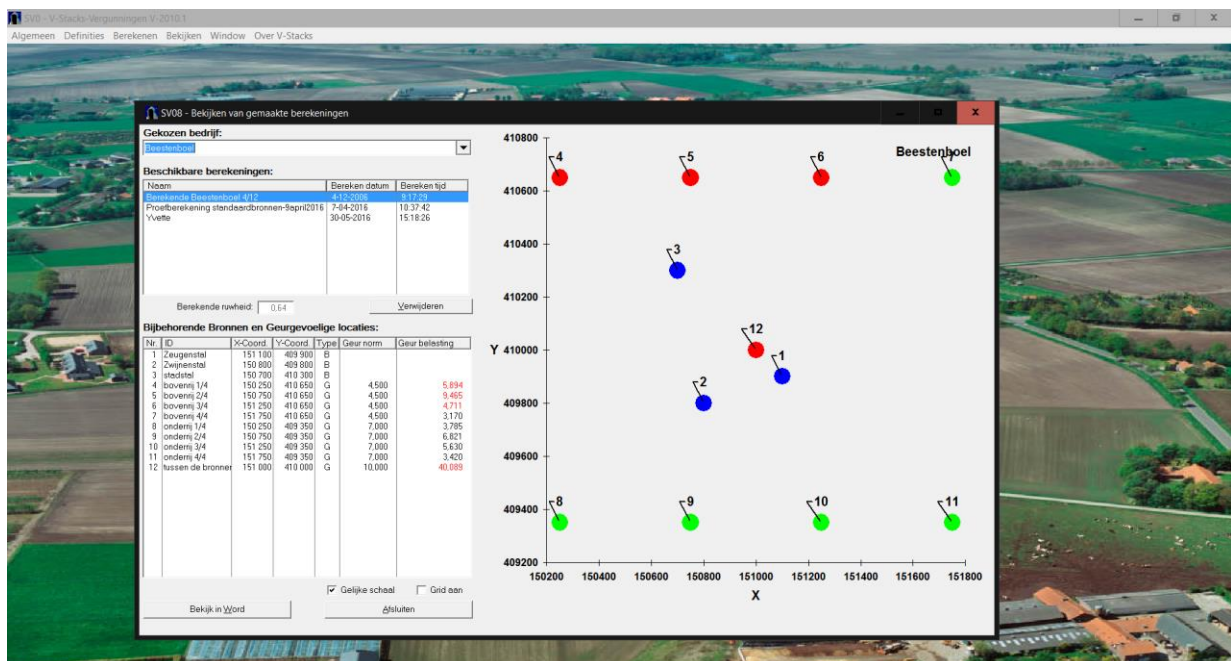 SV0 - V-Stacks-Vergunningen V-2010.1
Algemeen Definities Berekenen Bekijken Window Over V-Stacks
SV08 - Bekijken van gemaakte berekeningen
Gekozen bedrijf:
Beestenboel
Beschikbare berekeningen:
Naam Bereken datum Bereken tijd
Berekende Beestenboel 4/12 4-12-2006 9:17:29
Proefberekening standaardbronnen-9april2016 7-04-2016 10:37:42
Yvette 30-05-2016 15:18:26
Berekende ruwheid: 0,64 Verwijderen
Bijbehorende Bronnen en Geurgevoelige locaties:
Nr. ID X-Coord. Y-Coord. Type Geur norm Geur belasting
1 Zeugenstal 151 100 409 900 B
2 Zwijnenstal 150 800 409 800 B
3 stadstal 150 700 410 300 B
4 bovenrij 1/4 150 250 410 650 G 4,500 5,894
5 bovenrij 2/4 150 750 410 650 G 4,500 9,465
6 bovenrij 3/4 151 250 410 650 G 4,500 4,711
7 bovenrij 4/4 151 750 410 650 G 4,500 3,170
8 onderrij 1/4 150 250 409 350 G 7,000 3,785
9 onderrij 2/4 150 750 409 350 G 7,000 6,821
10 onderrij 3/4 151 250 409 350 G 7,000 5,630
11 onderrij 4/4 151 750 409 350 G 7,000 3,420
12 tussen de bronner 151 000 410 000 G 10,000 40,089
Gelijke schaal Grid aan
Bekijk in Word Afsluiten
Beestenboel
410800
4 5 6 7
410600
3
410400
410200
12
Y 410000
1
2
409800
409600
8 9 10 11
409400
409200
150200 150400 150600 150800 151000 151200 151400 151600 151800
X